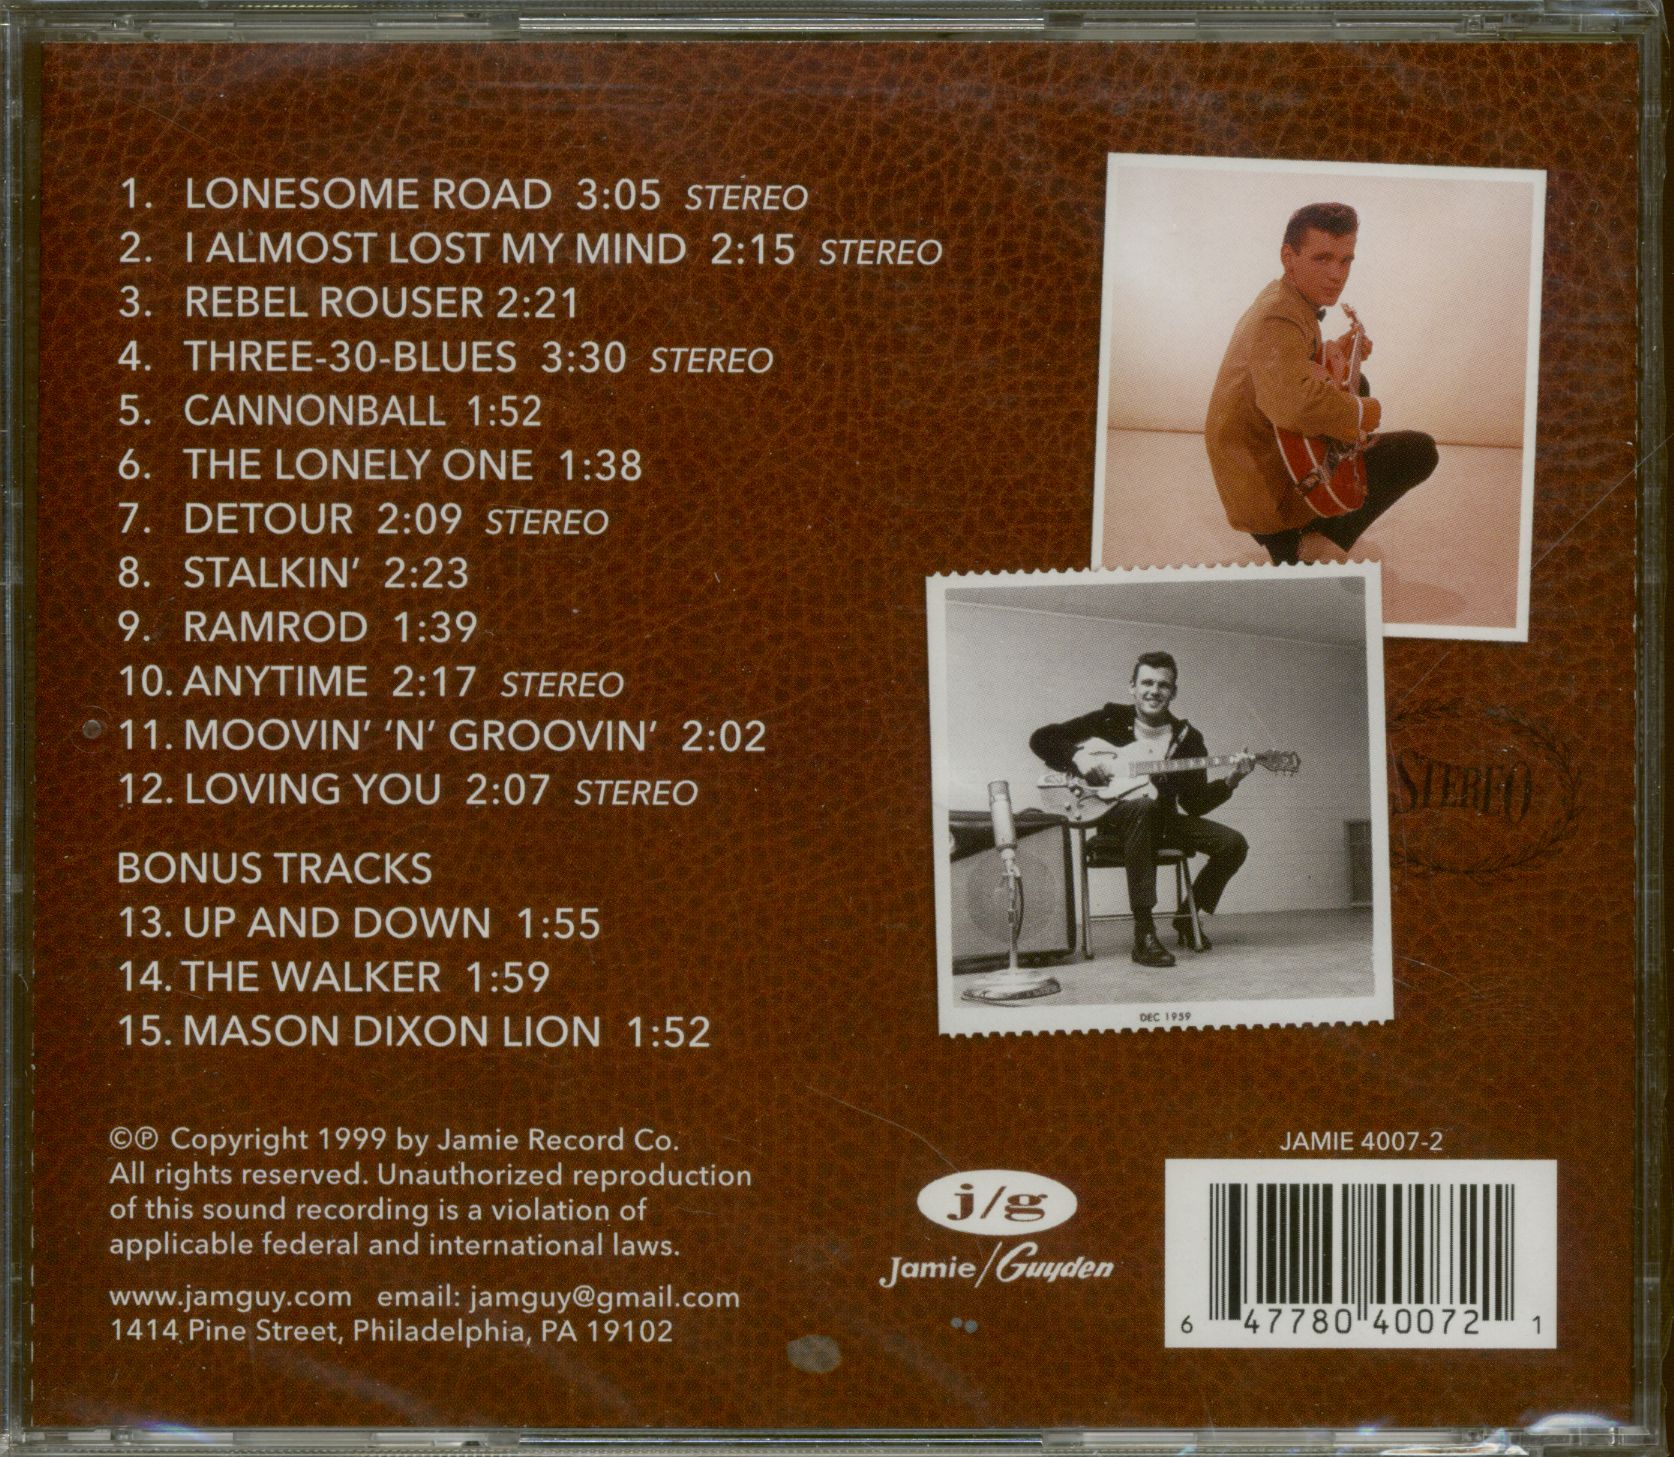 1. LONESOME ROAD 3:05 STEREO
2. I ALMOST LOST MY MIND 2:15 STEREO
3. REBEL ROUSER 2:21
4. THREE-30-BLUES 3:30 STEREO
5. CANNONBALL 1:52
6. THE LONELY ONE 1:38
7. DETOUR 2:09 STEREO
8. STALKIN' 2:23
9. RAMROD 1:39
10. ANYTIME 2:17 STEREO
11. MOOVIN' 'N' GROOVIN' 2:02
12. LOVING YOU 2:07 STEREO
BONUS TRACKS
13. UP AND DOWN 1:55
14. THE WALKER 1:59
15. MASON DIXON LION 1:52
©℗ Copyright 1999 by Jamie Record Co.
All rights reserved. Unauthorized reproduction
of this sound recording is a violation of
applicable federal and international laws.
www.jamguy.com email: jamguy@gmail.com
1414 Pine Street, Philadelphia, PA 19102
STEREO
DEC 1959
j/g
Jamie/Guyden
JAMIE 4007-2
6 47780 40072 1